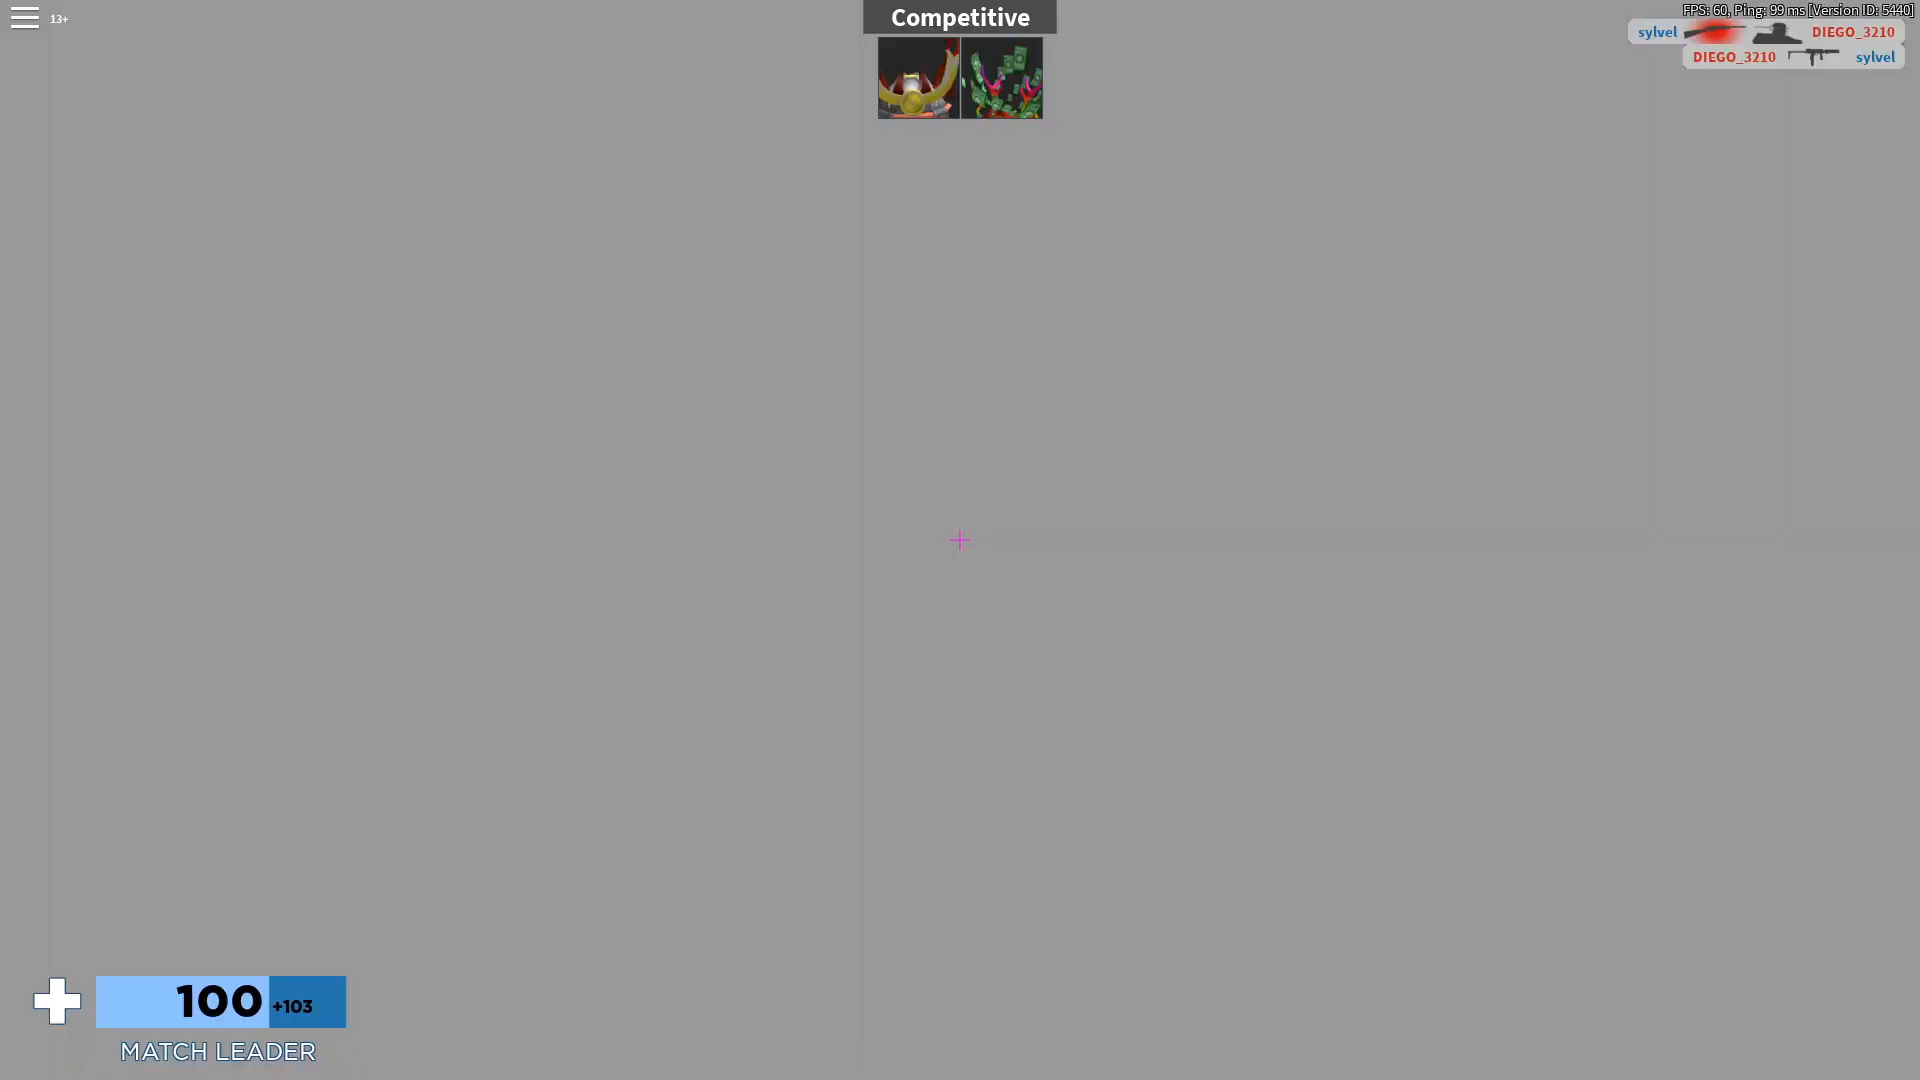 13+
Competitive
FPS: 60, Ping: 99 ms [Version ID: 5440]
sylvel DIEGO_3210
DIEGO_3210 sylvel
100 +103
MATCH LEADER